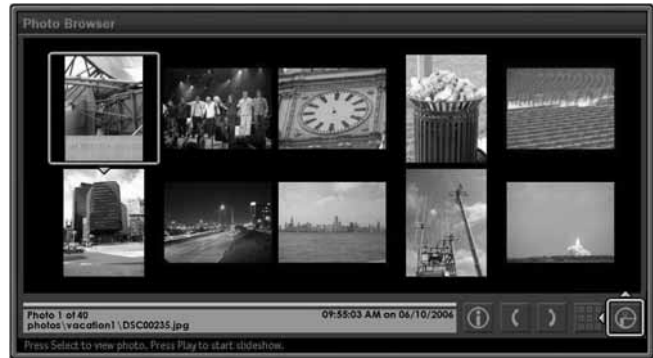 Photo Browser
Photo 1 of 40
09:55:03 AM on 06/10/2006
photos\vacation1\DSC00235.jpg
Press Select to view photo. Press Play to start slideshow.